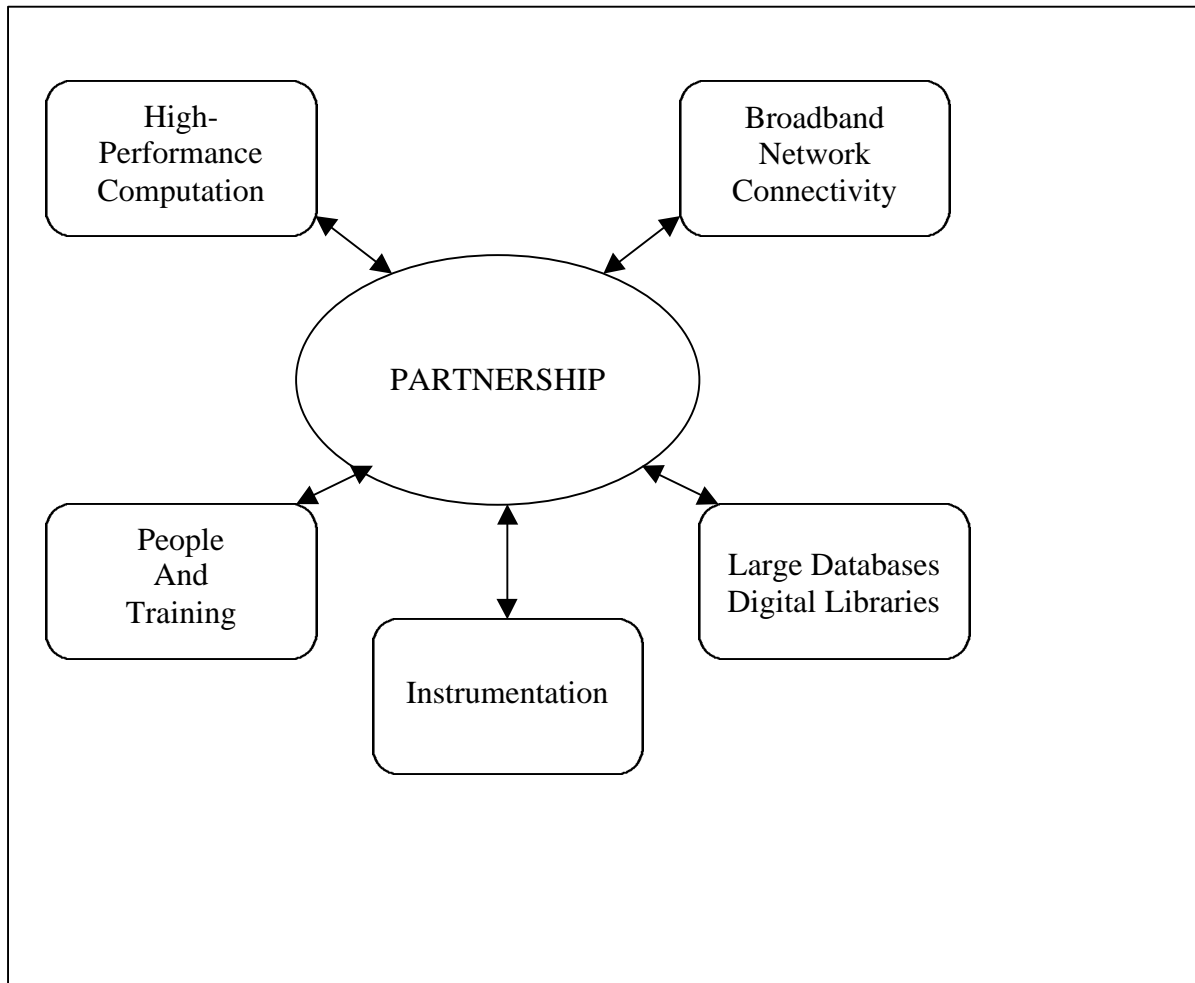 High-
Performance
Computation
Broadband
Network
Connectivity
PARTNERSHIP
People
And
Training
Large Databases
Digital Libraries
Instrumentation